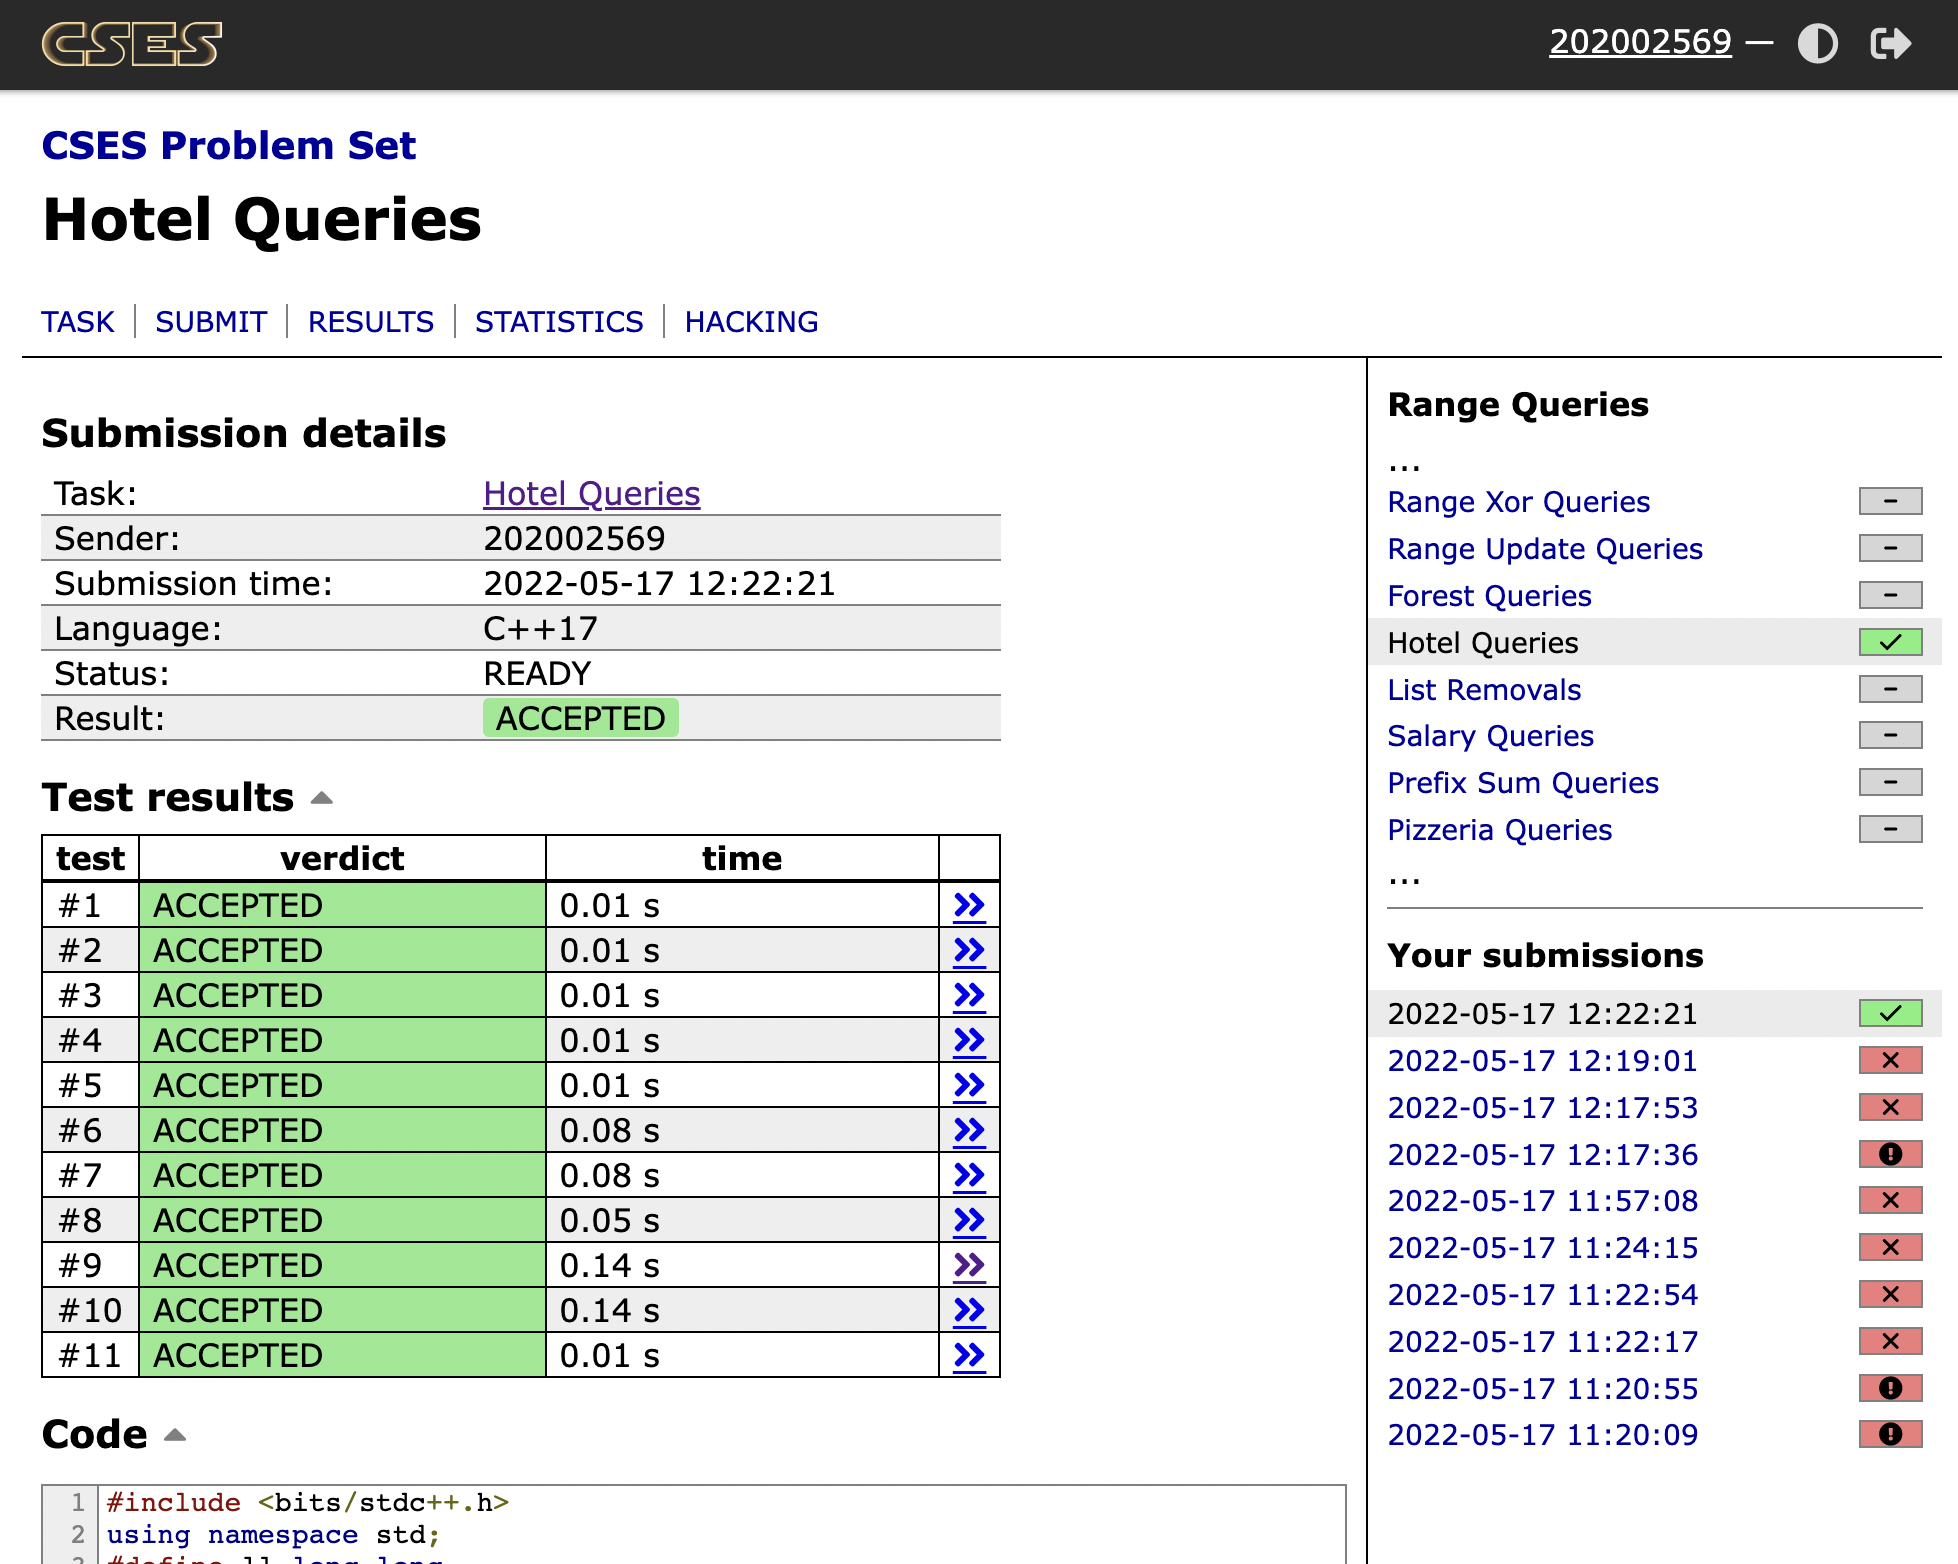 CSES
202002569 —
CSES Problem Set
Hotel Queries
TASK | SUBMIT | RESULTS | STATISTICS | HACKING
Submission details
Task: Hotel Queries
Sender: 202002569
Submission time: 2022-05-17 12:22:21
Language: C++17
Status: READY
Result: ACCEPTED
Test results
test verdict time
#1 ACCEPTED 0.01 s >>
#2 ACCEPTED 0.01 s >>
#3 ACCEPTED 0.01 s >>
#4 ACCEPTED 0.01 s >>
#5 ACCEPTED 0.01 s >>
#6 ACCEPTED 0.08 s >>
#7 ACCEPTED 0.08 s >>
#8 ACCEPTED 0.05 s >>
#9 ACCEPTED 0.14 s >>
#10 ACCEPTED 0.14 s >>
#11 ACCEPTED 0.01 s >>
Code
1 #include <bits/stdc++.h>
2 using namespace std;
3 #define ll long long
Range Queries
...
Range Xor Queries –
Range Update Queries –
Forest Queries –
Hotel Queries ✓
List Removals –
Salary Queries –
Prefix Sum Queries –
Pizzeria Queries –
...
Your submissions
2022-05-17 12:22:21
2022-05-17 12:19:01
2022-05-17 12:17:53
2022-05-17 12:17:36
2022-05-17 11:57:08
2022-05-17 11:24:15
2022-05-17 11:22:54
2022-05-17 11:22:17
2022-05-17 11:20:55
2022-05-17 11:20:09